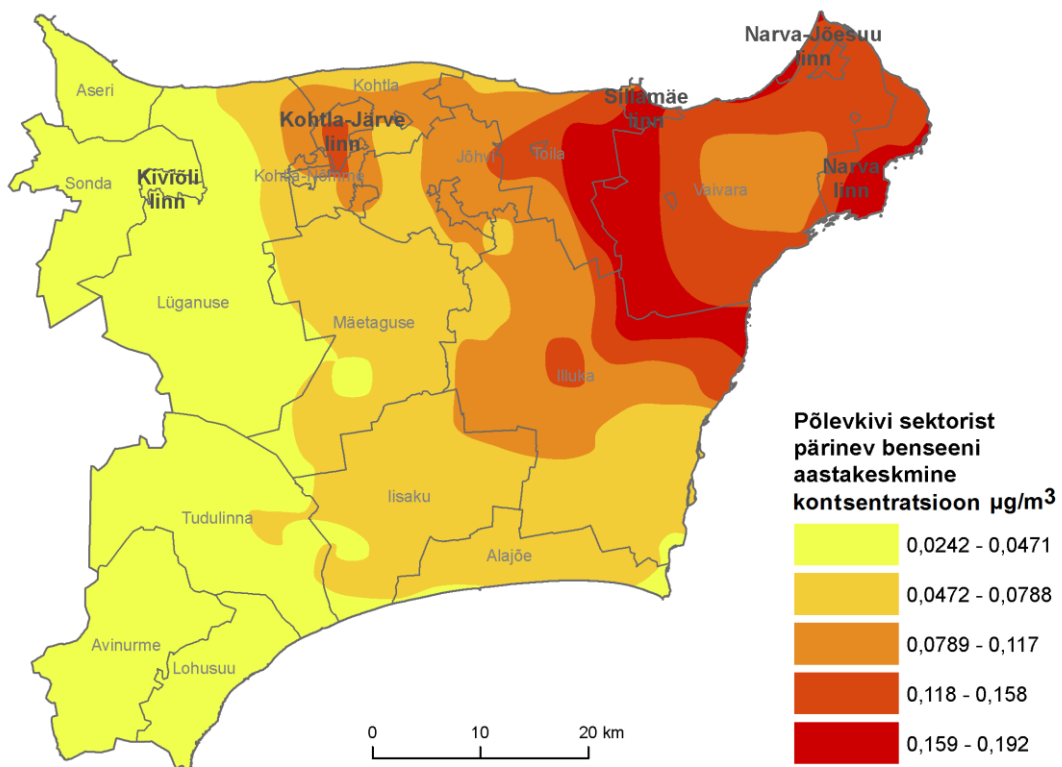 Narva-Jõesuu
linn
Aseri
Kohtla
Sillamäe
linn
Kohtla-Järve
linn
Jõhvi
Toila
Sonda
Kiviõli
linn
Kohtla-Nõmme
Vaivara
Narva
linn
Lüganuse
Mäetaguse
Illuka
Iisaku
Tudulinna
Alajõe
Avinurme
Lohusuu
Põlevkivi sektorist
pärinev benseeni
aastakeskmine
kontsentratsioon µg/m³
0,0242 - 0,0471
0,0472 - 0,0788
0,0789 - 0,117
0,118 - 0,158
0,159 - 0,192
0 10 20 km